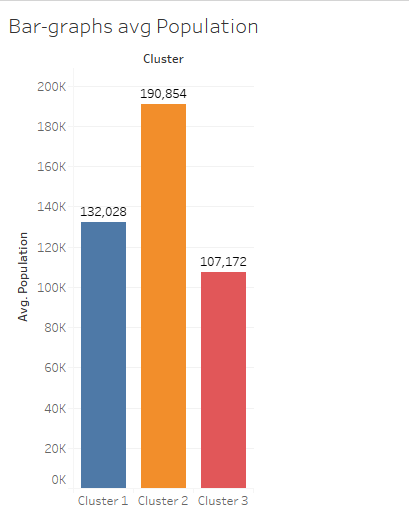 Bar-graphs avg Population
Cluster
200K
180K
160K
140K
120K
100K
80K
60K
40K
20K
0K
Avg. Population
190,854
132,028
107,172
Cluster 1 Cluster 2 Cluster 3